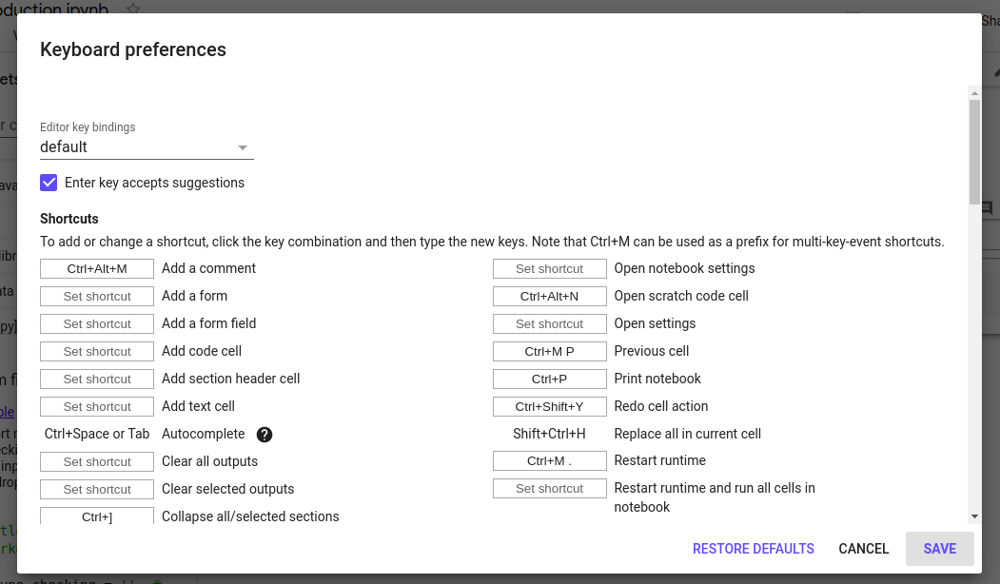 Keyboard preferences
Editor key bindings
default
Enter key accepts suggestions
Shortcuts
To add or change a shortcut, click the key combination and then type the new keys. Note that Ctrl+M can be used as a prefix for multi-key-event shortcuts.
Ctrl+Alt+M Add a comment
Set shortcut Add a form
Set shortcut Add a form field
Set shortcut Add code cell
Set shortcut Add section header cell
Set shortcut Add text cell
Ctrl+Space or Tab Autocomplete ?
Set shortcut Clear all outputs
Set shortcut Clear selected outputs
Ctrl+] Collapse all/selected sections
Set shortcut Open notebook settings
Ctrl+Alt+N Open scratch code cell
Set shortcut Open settings
Ctrl+M P Previous cell
Ctrl+P Print notebook
Ctrl+Shift+Y Redo cell action
Shift+Ctrl+H Replace all in current cell
Ctrl+M . Restart runtime
Set shortcut Restart runtime and run all cells in
notebook
RESTORE DEFAULTS CANCEL SAVE